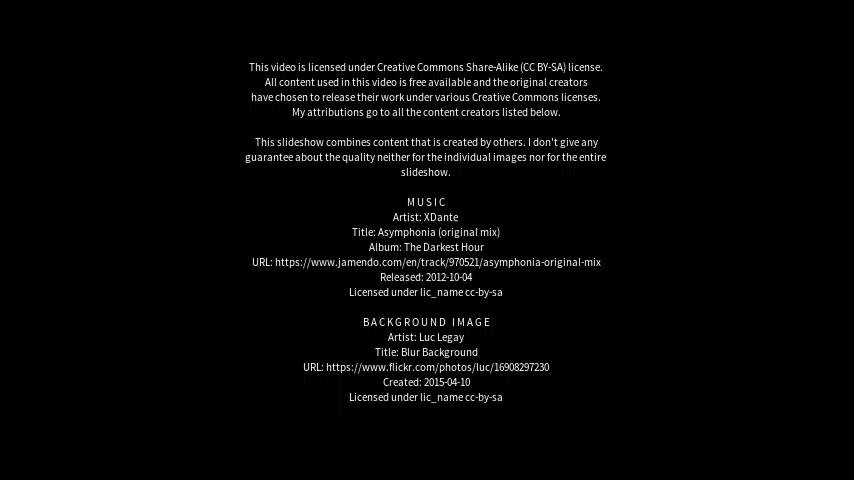 This video is licensed under Creative Commons Share-Alike (CC BY-SA) license.
All content used in this video is free available and the original creators
have chosen to release their work under various Creative Commons licenses.
My attributions go to all the content creators listed below.
This slideshow combines content that is created by others. I don't give any
guarantee about the quality neither for the individual images nor for the entire
slideshow.
MUSIC
Artist: XDante
Title: Asymphonia (original mix)
Album: The Darkest Hour
URL: https://www.jamendo.com/en/track/970521/asymphonia-original-mix
Released: 2012-10-04
Licensed under lic_name cc-by-sa
BACKGROUND IMAGE
Artist: Luc Legay
Title: Blur Background
URL: https://www.flickr.com/photos/luc/16908297230
Created: 2015-04-10
Licensed under lic_name cc-by-sa